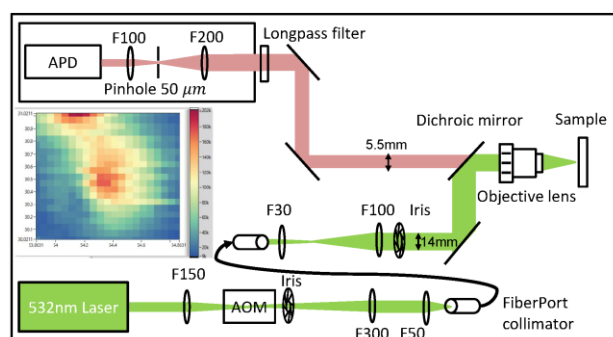 F100
F200
Longpass filter
APD
Pinhole 50 μm
Dichroic mirror
Sample
5.5mm
Objective lens
F30
F100
Iris
14mm
F150
Iris
532nm Laser
AOM
F300
F50
FiberPort
collimator